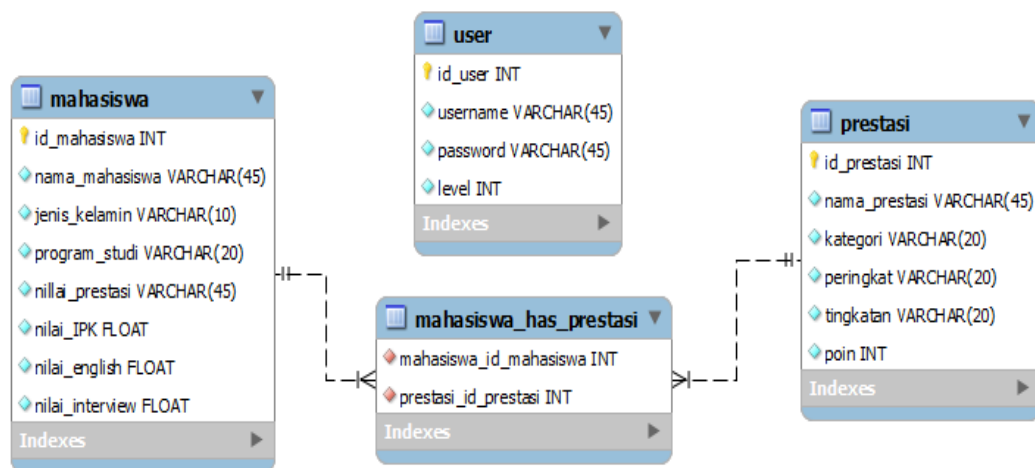 user
id_user INT
username VARCHAR(45)
password VARCHAR(45)
level INT
Indexes
mahasiswa
id_mahasiswa INT
nama_mahasiswa VARCHAR(45)
jenis_kelamin VARCHAR(10)
program_studi VARCHAR(20)
nillai_prestasi VARCHAR(45)
nilai_IPK FLOAT
nilai_english FLOAT
nilai_interview FLOAT
Indexes
mahasiswa_has_prestasi
mahasiswa_id_mahasiswa INT
prestasi_id_prestasi INT
Indexes
prestasi
id_prestasi INT
nama_prestasi VARCHAR(45)
kategori VARCHAR(20)
peringkat VARCHAR(20)
tingkatan VARCHAR(20)
poin INT
Indexes